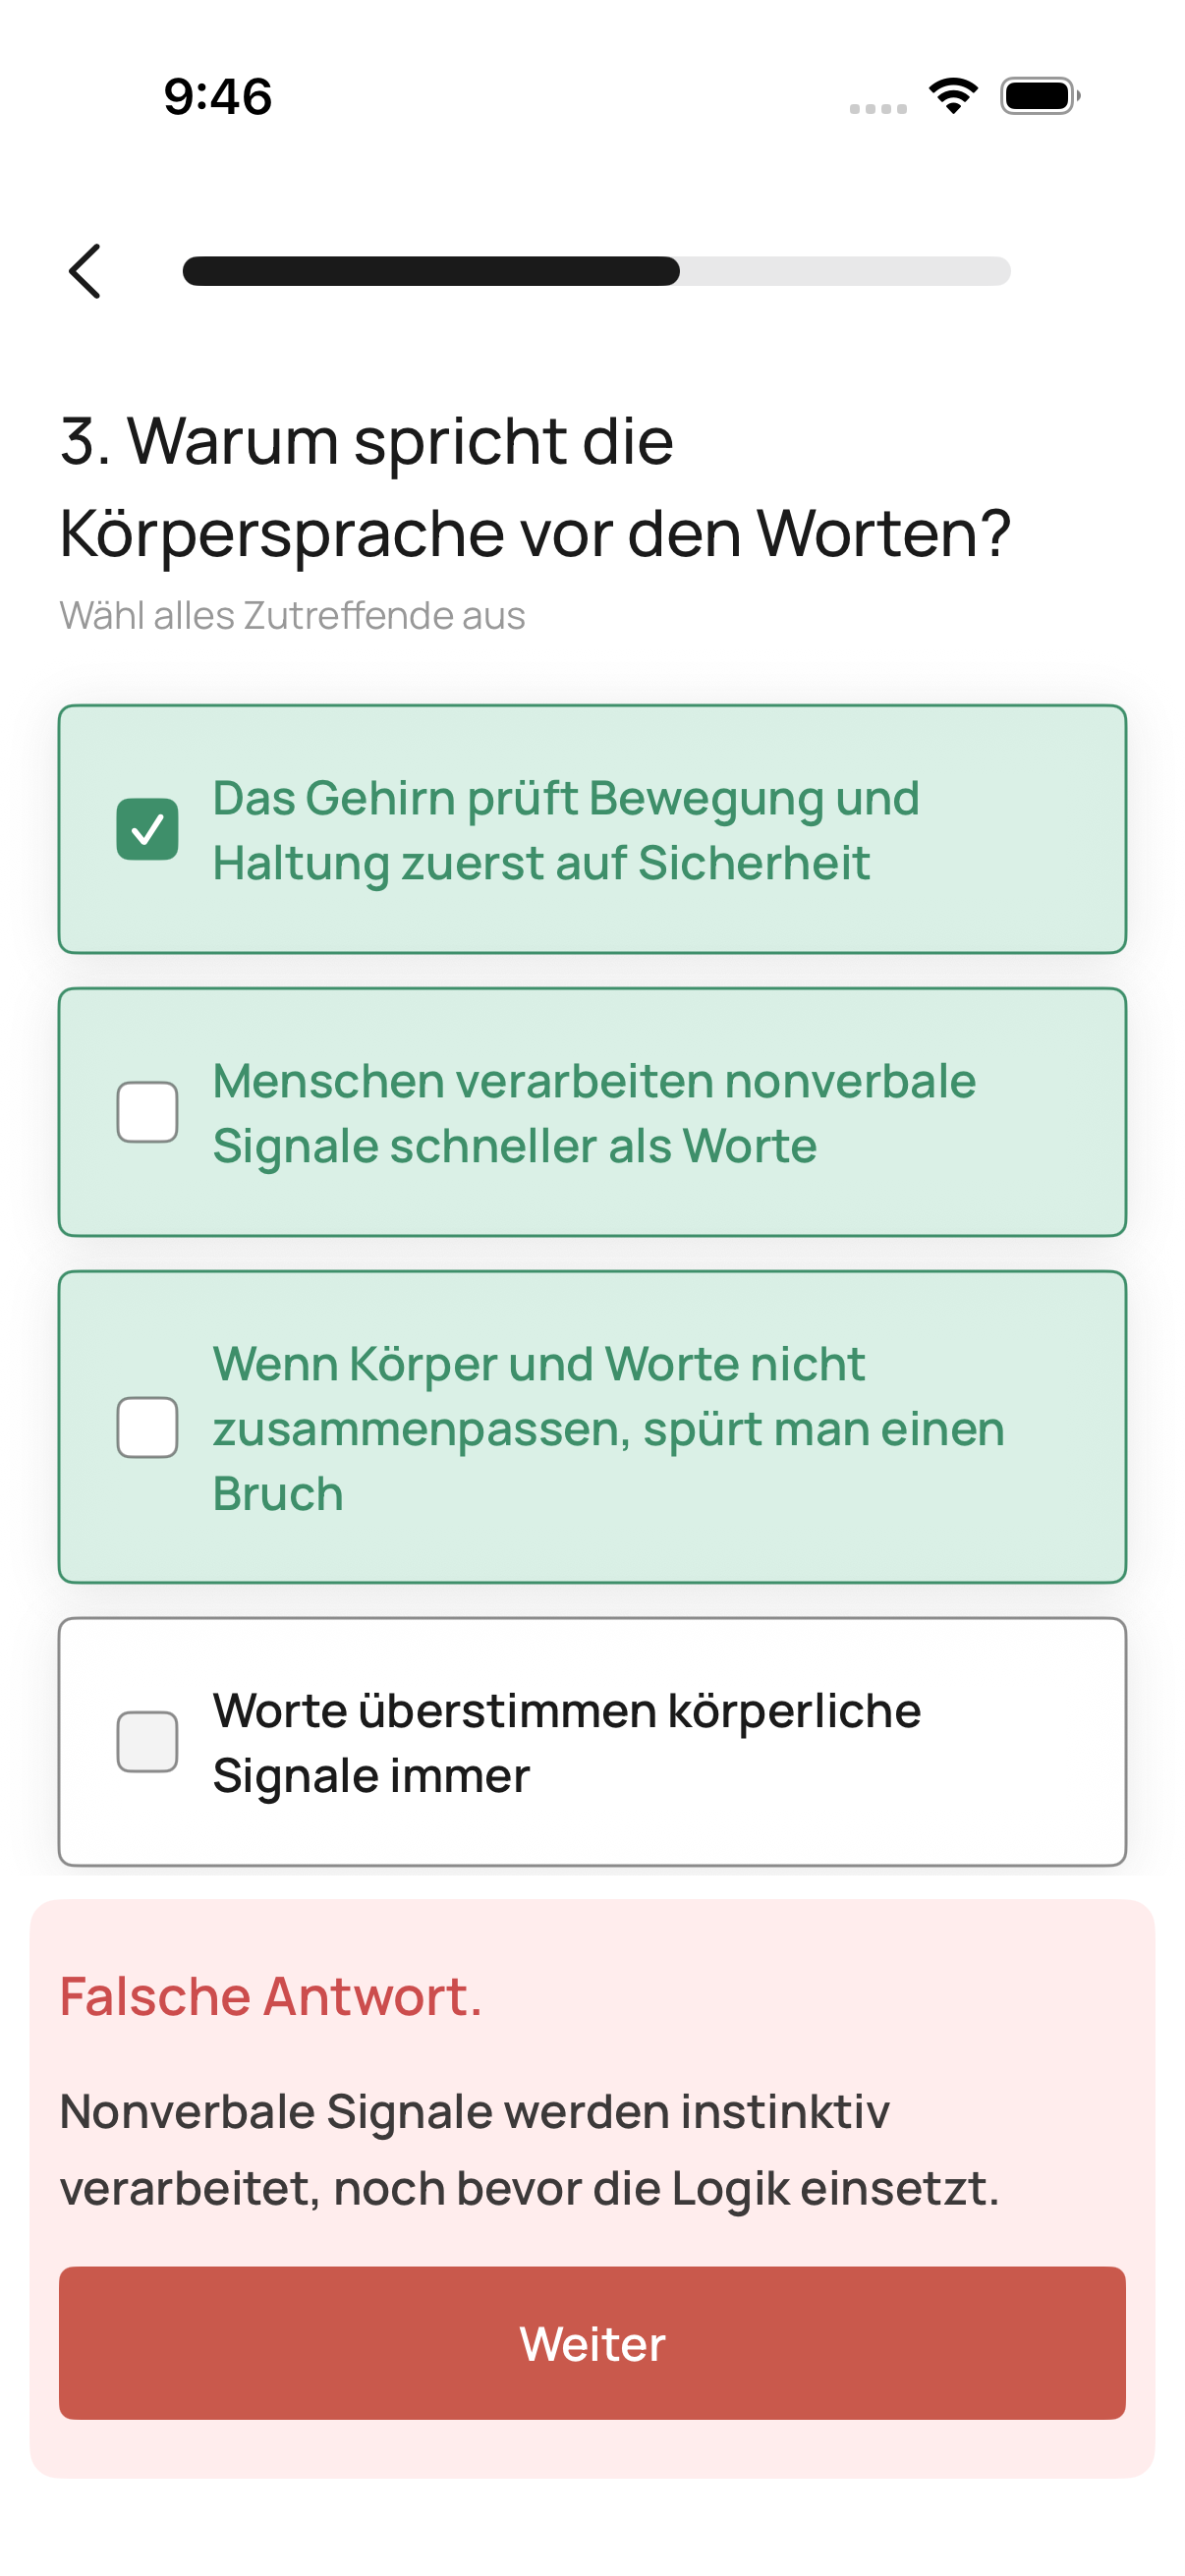 9:46
3. Warum spricht die
Körpersprache vor den Worten?
Wähl alles Zutreffende aus
Das Gehirn prüft Bewegung und
Haltung zuerst auf Sicherheit
Menschen verarbeiten nonverbale
Signale schneller als Worte
Wenn Körper und Worte nicht
zusammenpassen, spürt man einen
Bruch
Worte überstimmen körperliche
Signale immer
Falsche Antwort.
Nonverbale Signale werden instinktiv
verarbeitet, noch bevor die Logik einsetzt.
Weiter